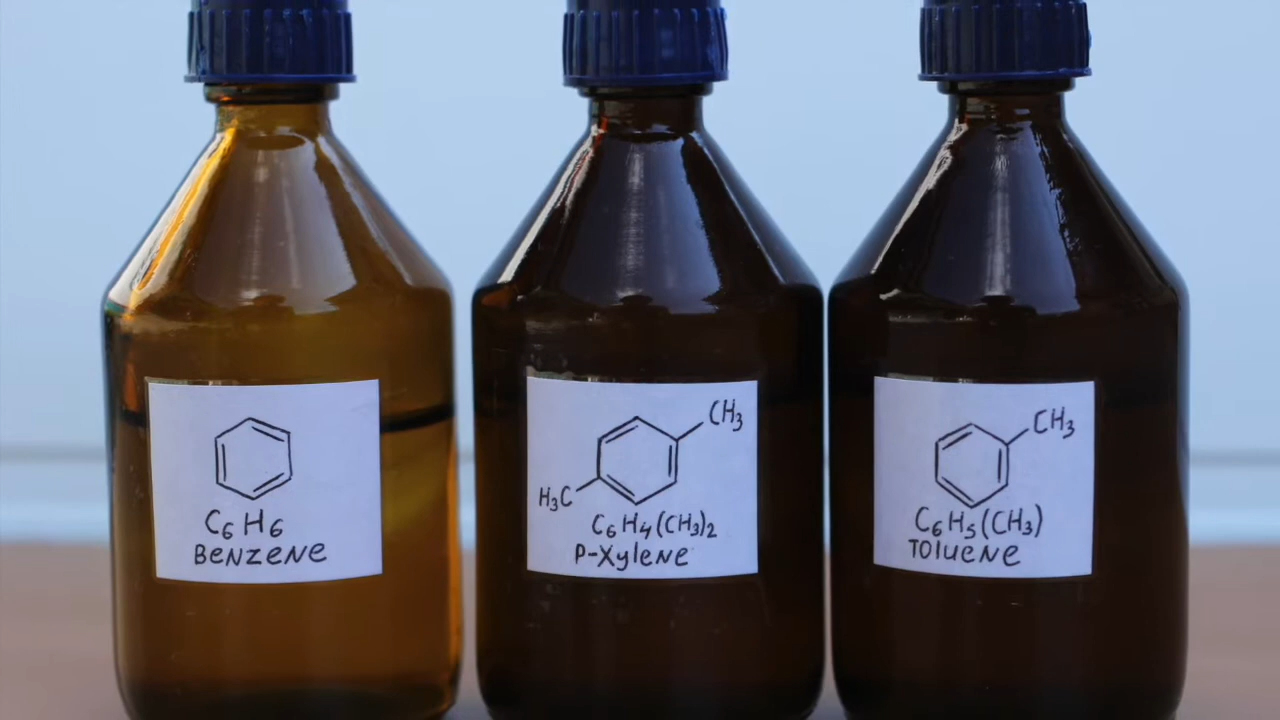 C6H6
BENZENE
CH3
H3C
C6H4(CH3)2
P-Xylene
CH3
C6H5(CH3)
TOluENE